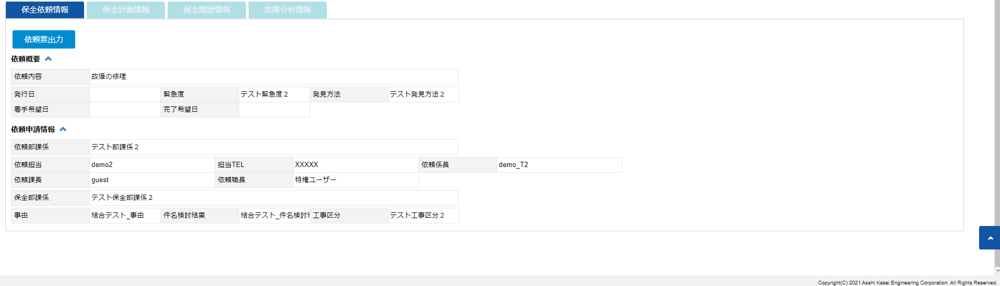 保全依頼情報 保全計画情報 保全履歴情報 故障分析情報
依頼票出力
依頼概要
依頼内容 故障の修理
発行日 緊急度 テスト緊急度２ 発見方法 テスト発見方法２
着手希望日 完了希望日
依頼申請情報
依頼部課係 テスト部課係２
依頼担当 demo2 担当TEL XXXXX 依頼係長 demo_T2
依頼課長 guest 依頼職長 特権ユーザー
保全部課係 テスト保全部課係２
事由 結合テスト_事由 件名検討結果 結合テスト_件名検討 工事区分 テスト工事区分２
Copyright(C) 2021 Asahi Kasei Engineering Corporation. All Rights Reserved.